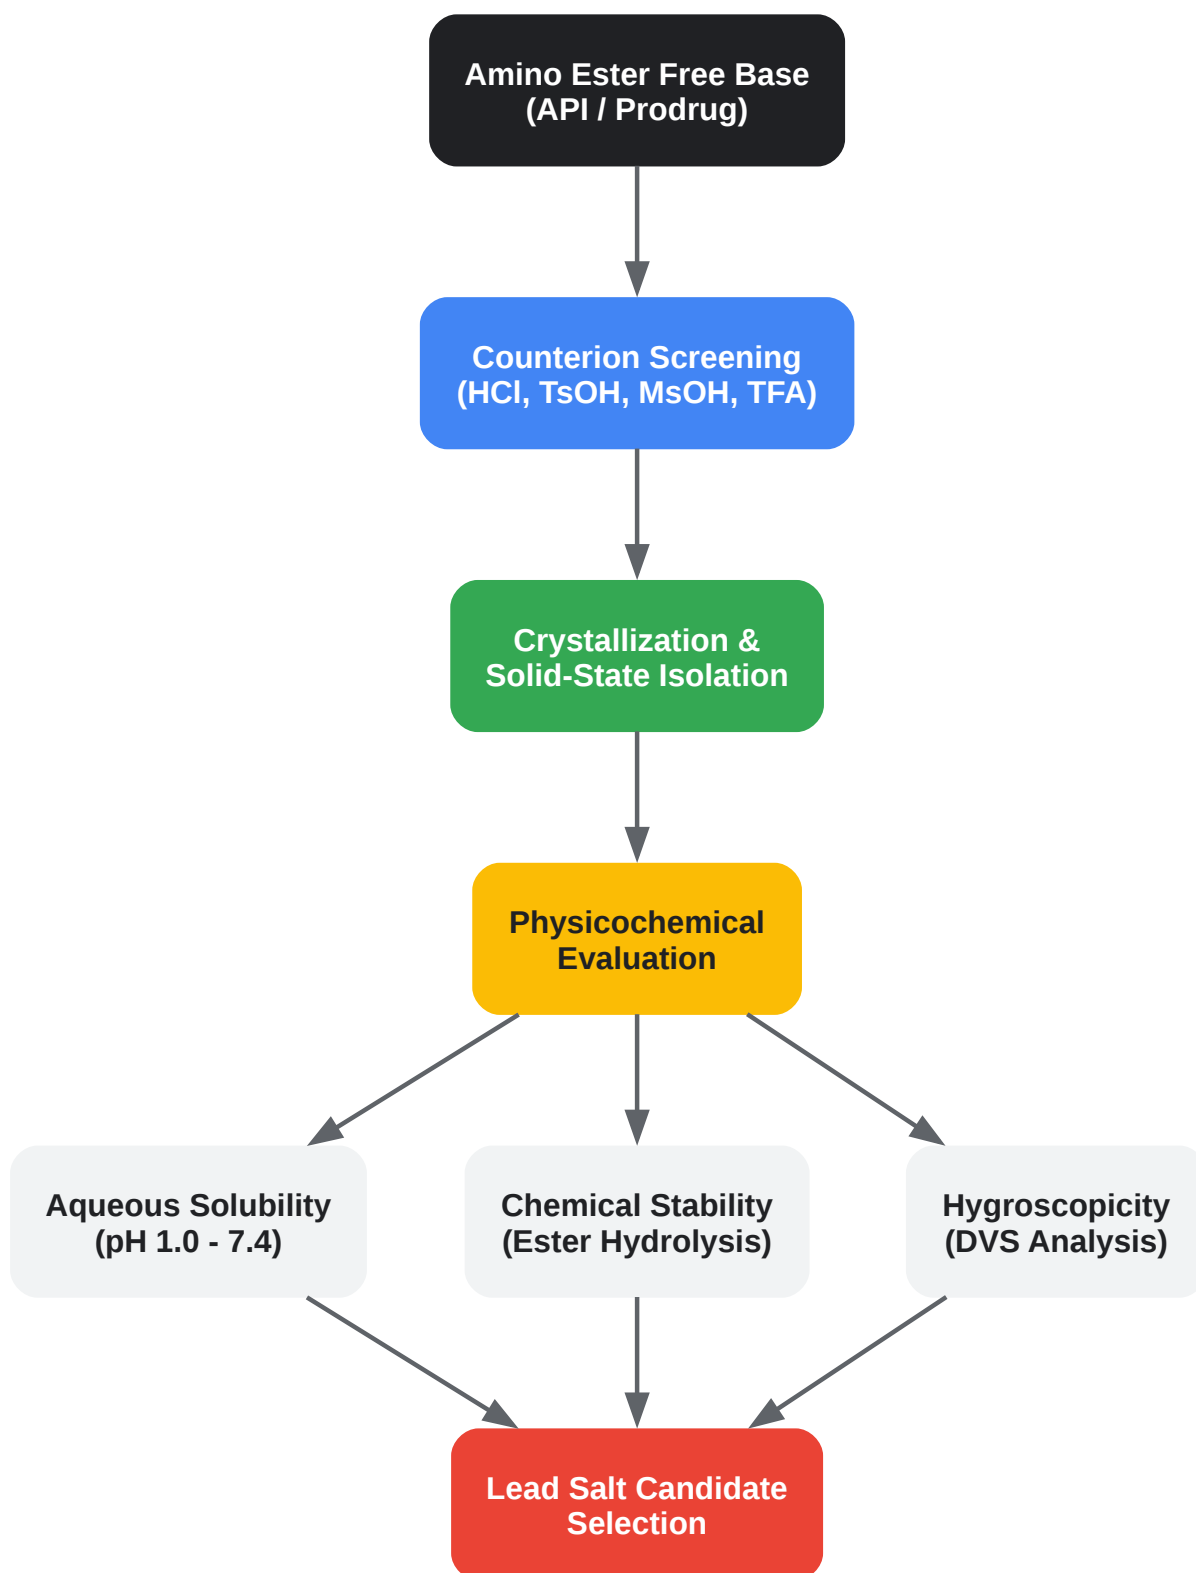 Amino Ester Free Base
(API / Prodrug)
Counterion Screening
(HCl, TsOH, MsOH, TFA)
Crystallization &
Solid-State Isolation
Physicochemical
Evaluation
Aqueous Solubility
(pH 1.0 - 7.4)
Chemical Stability
(Ester Hydrolysis)
Hygroscopicity
(DVS Analysis)
Lead Salt Candidate
Selection